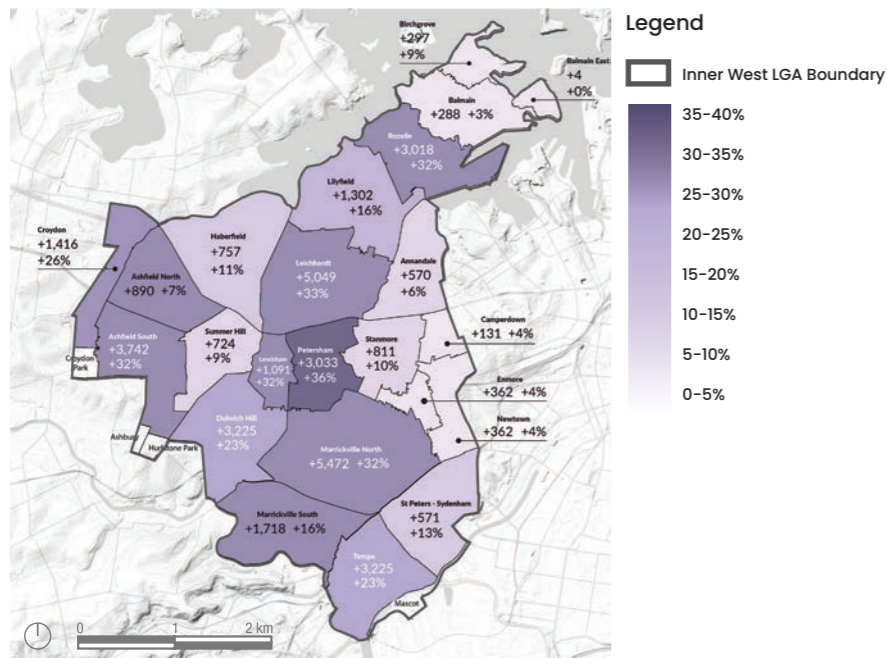 Birchgrove
+297
+9%
Balmain East
+4
+0%
Balmain
+288 +3%
Rozelle
+3,018
+32%
Lilyfield
+1,302
+16%
Croydon
+1,416
+26%
Haberfield
+757
+11%
Leichhardt
+5,049
+33%
Annandale
+570
+6%
Ashfield North
+890 +7%
Camperdown
+131 +4%
Ashfield South
+3,742
+32%
Summer Hill
+724
+9%
Lewisham
+1,091
+32%
Petersham
+3,033
+36%
Stanmore
+811
+10%
Croydon
Park
Enmore
+362 +4%
Newtown
+362 +4%
Dulwich Hill
+3,225
+23%
Ashbury
Hurlstone Park
Marrickville North
+5,472 +32%
Marrickville South
+1,718 +16%
St Peters - Sydenham
+571
+13%
Tempe
+3,225
+23%
Mascot
0 1 2 km
Legend
Inner West LGA Boundary
35-40%
30-35%
25-30%
20-25%
15-20%
10-15%
5-10%
0-5%